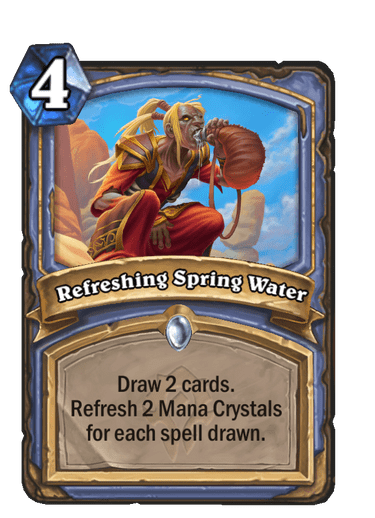 4
Refreshing Spring Water
Draw 2 cards.
Refresh 2 Mana Crystals
for each spell drawn.